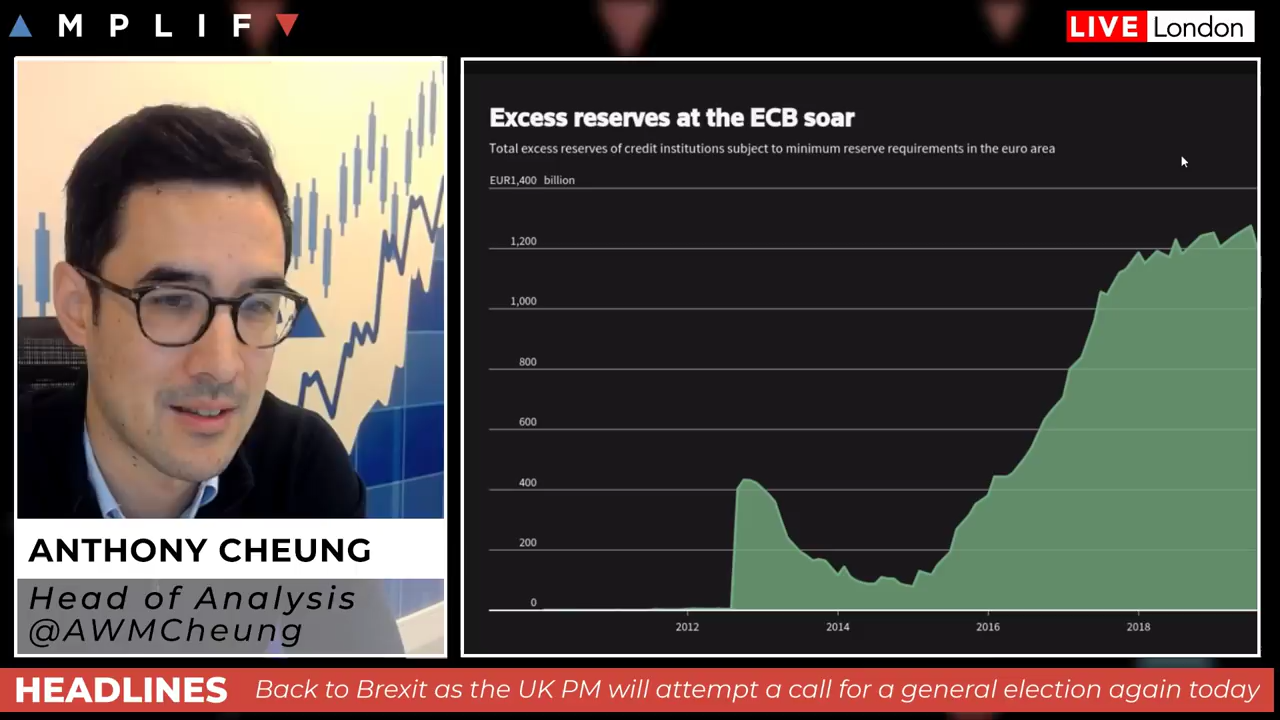 MPLIF
LIVE London
Excess reserves at the ECB soar
Total excess reserves of credit institutions subject to minimum reserve requirements in the euro area
EUR1,400 billion
1,200
1,000
800
600
400
200
0
2012 2014 2016 2018
ANTHONY CHEUNG
Head of Analysis
@AWMCheung
HEADLINES Back to Brexit as the UK PM will attempt a call for a general election again today